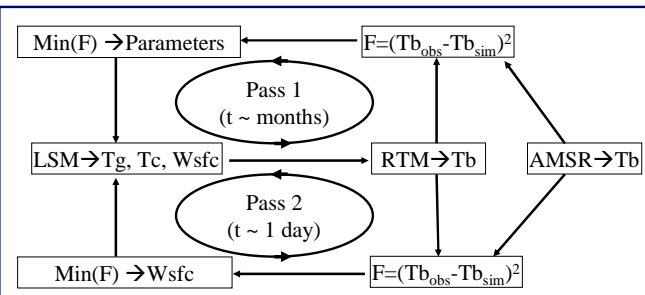 Min(F) →Parameters
F=(Tb_obs-Tb_sim)²
Pass 1
(t ~ months)
LSM→Tg, Tc, Wsfc
RTM→Tb
AMSR→Tb
Pass 2
(t ~ 1 day)
Min(F) →Wsfc
F=(Tb_obs-Tb_sim)²